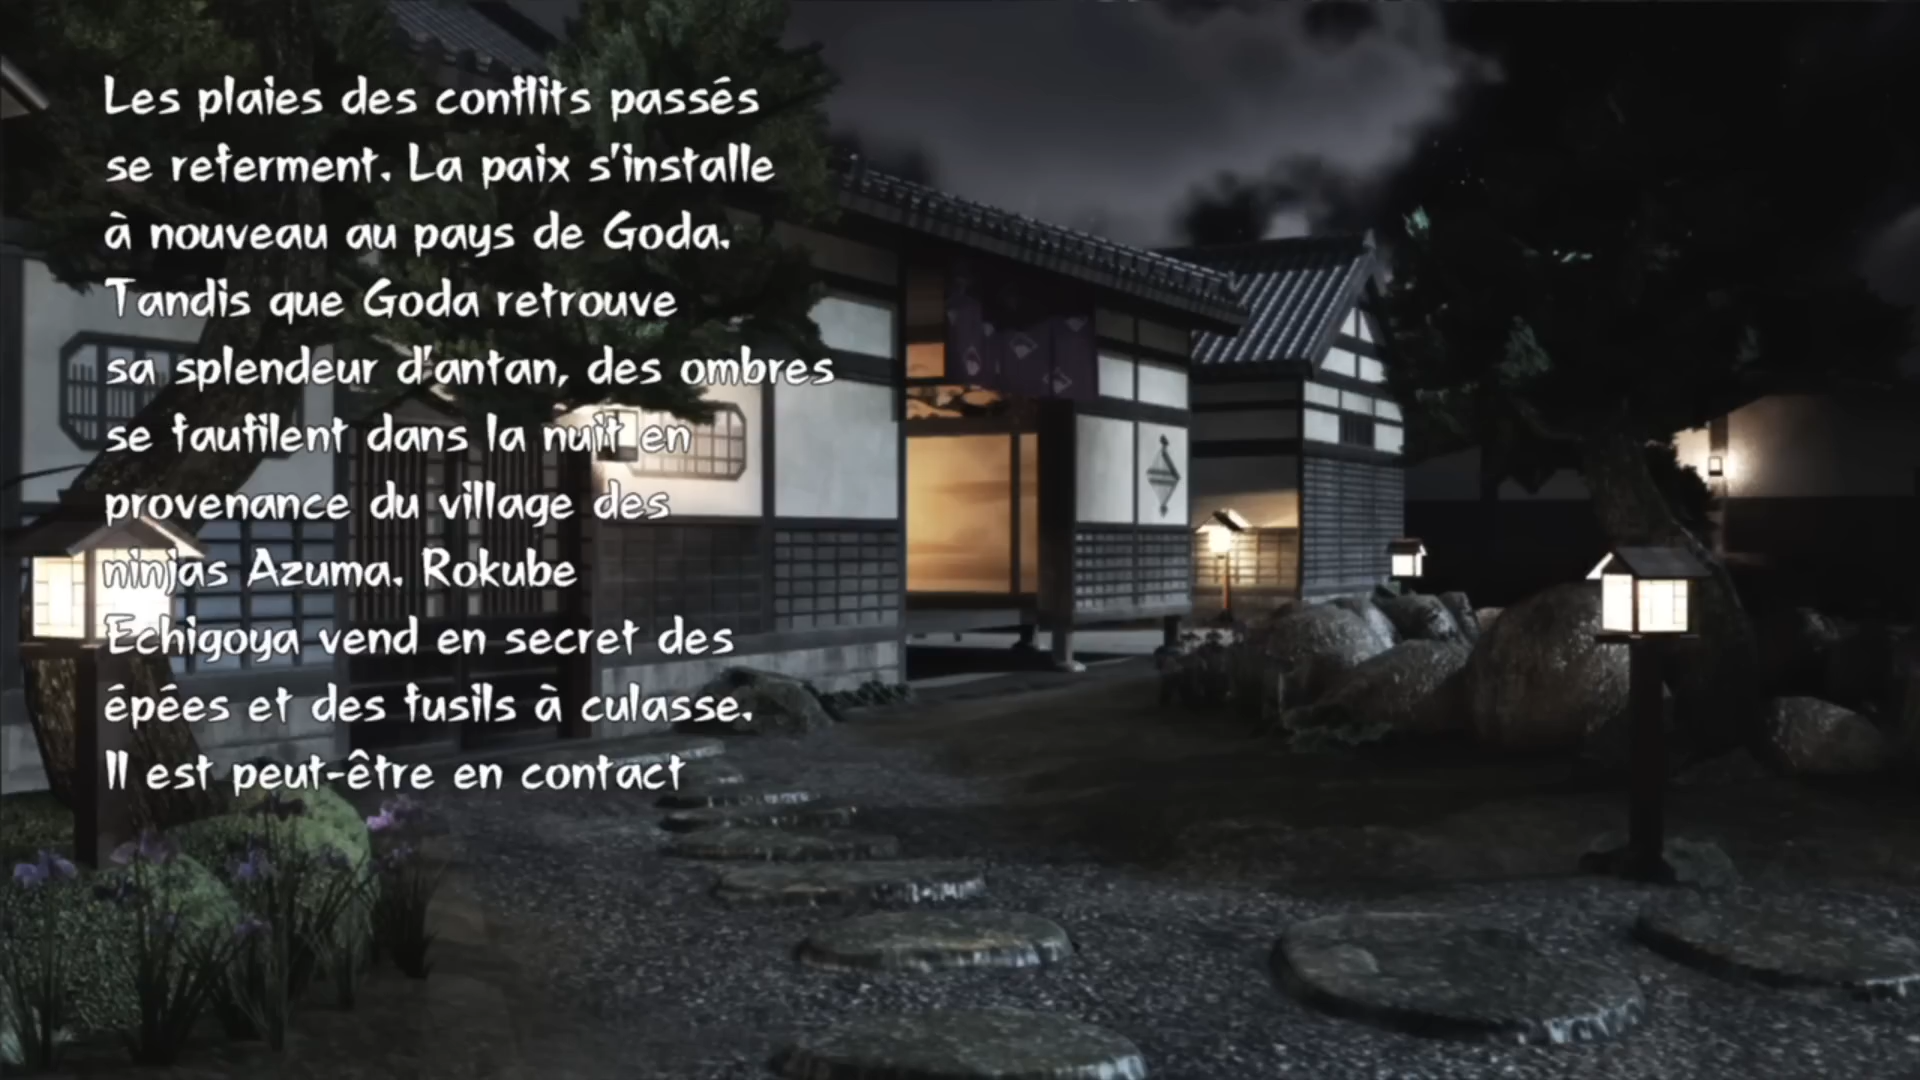 Les plaies des conflits passés
se referment. La paix s'installe
à nouveau au pays de Goda.
Tandis que Goda retrouve
sa splendeur d'antan, des ombres
se faufilent dans la nuit en
provenance du village des
ninjas Azuma. Rokube
Echigoya vend en secret des
épées et des fusils à culasse.
Il est peut-être en contact